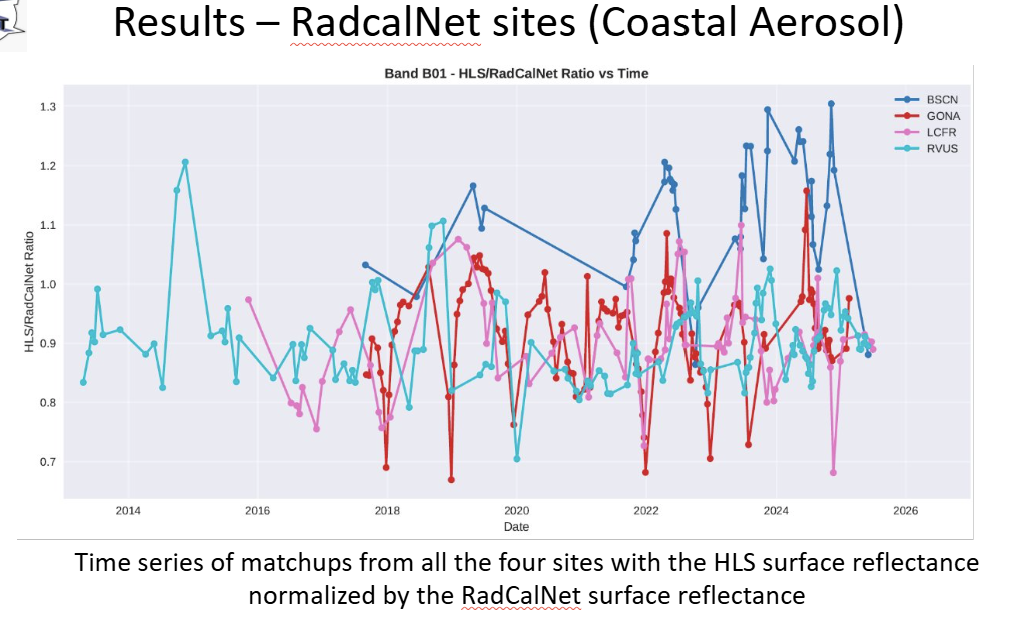 Results – RadcalNet sites (Coastal Aerosol)
Band B01 - HLS/RadCalNet Ratio vs Time
BSCN
GONA
LCFR
RVUS
HLS/RadCalNet Ratio
1.3
1.2
1.1
1.0
0.9
0.8
0.7
2014 2016 2018 2020 2022 2024 2026
Date
Time series of matchups from all the four sites with the HLS surface reflectance
normalized by the RadCalNet surface reflectance